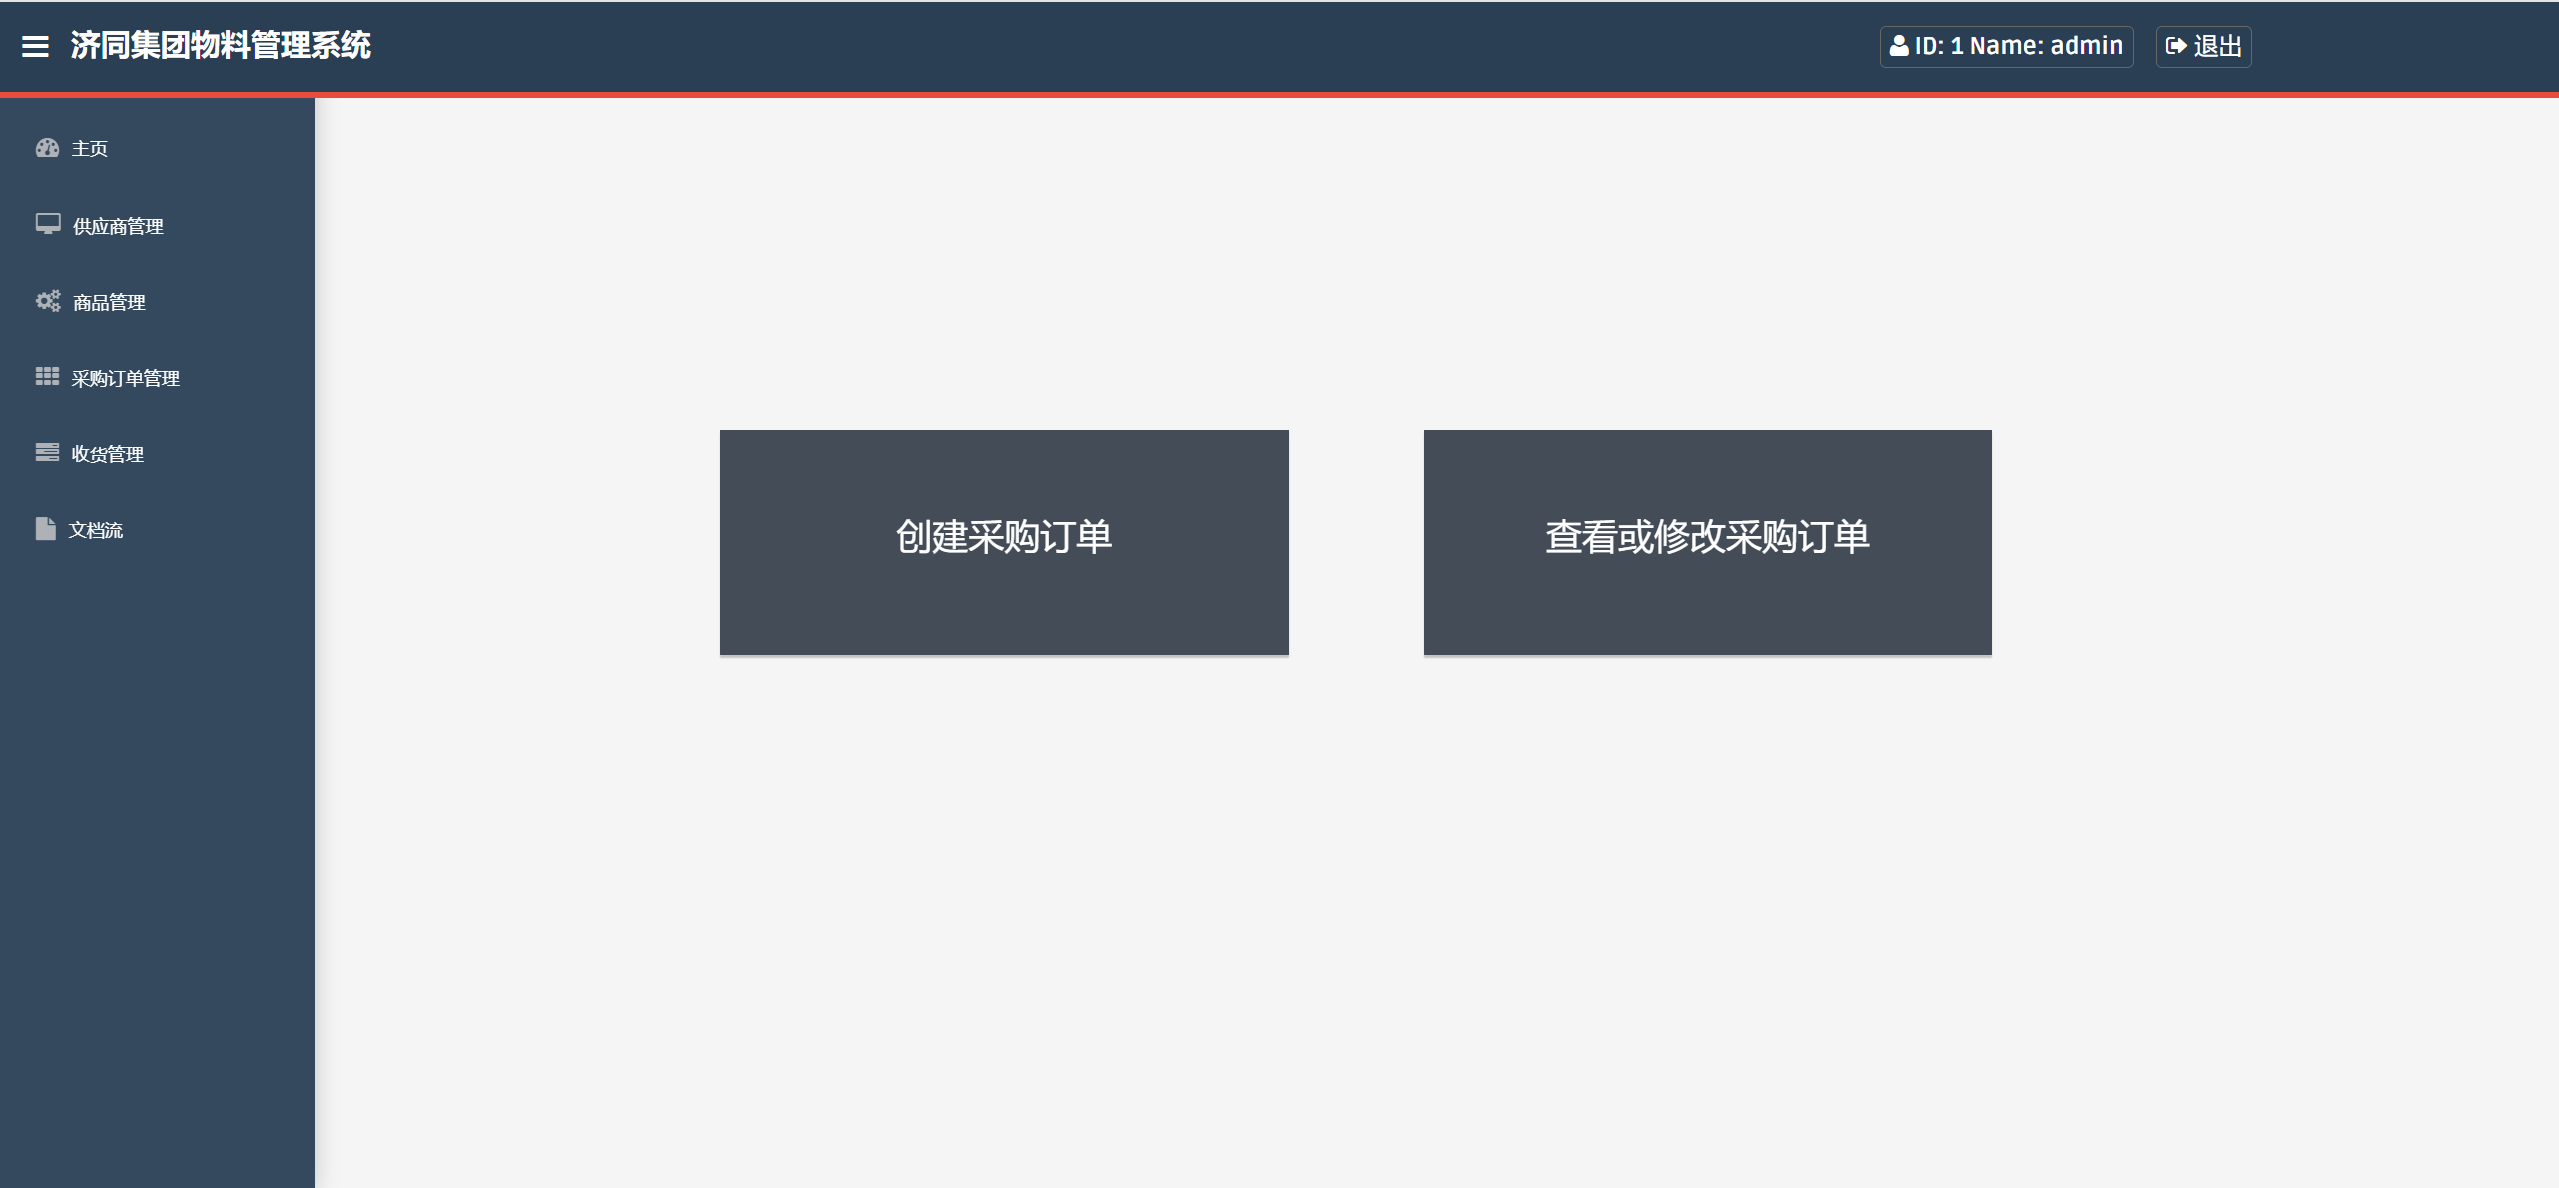 济同集团物料管理系统
ID: 1 Name: admin
退出
主页
供应商管理
商品管理
采购订单管理
收货管理
文档流
创建采购订单
查看或修改采购订单